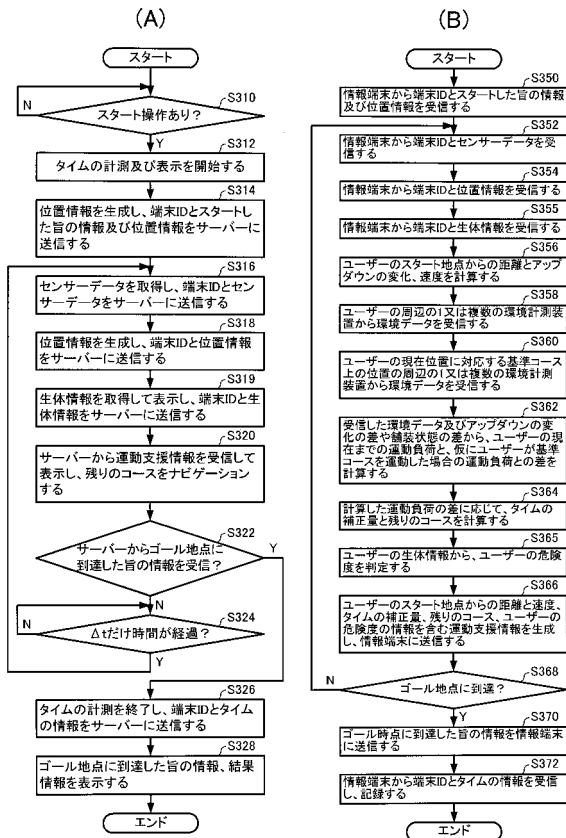 (A)
スタート
S310
スタート操作あり？
N
Y
S312
タイムの計測及び表示を開始する
S314
位置情報を生成し、端末IDとスタートし
た旨の情報及び位置情報をサーバーに
送信する
S316
センサーデータを取得し、端末IDとセン
サーデータをサーバーに送信する
S318
位置情報を生成し、端末IDと位置情報
をサーバーに送信する
S319
生体情報を取得して表示し、端末IDと生
体情報をサーバーに送信する
S320
サーバーから運動支援情報を受信して
表示し、残りのコースをナビゲーション
する
S322
サーバーからゴール地点に
到達した旨の情報を受信？
Y
N
S324
Δtだけ時間が経過？
N
Y
S326
タイムの計測を終了し、端末IDとタイム
の情報をサーバーに送信する
S328
ゴール地点に到達した旨の情報、結果
情報を表示する
エンド
(B)
スタート
S350
情報端末から端末IDとスタートした旨の情報
及び位置情報を受信する
S352
情報端末から端末IDとセンサーデータを受
信する
S354
情報端末から端末IDと位置情報を受信する
S355
情報端末から端末IDと生体情報を受信する
S356
ユーザーのスタート地点からの距離とアップ
ダウンの変化、速度を計算する
S358
ユーザーの周辺の1又は複数の環境計測
装置から環境データを受信する
S360
ユーザーの現在位置に対応する基準コース
上の位置の周辺の1又は複数の環境計測
装置から環境データを受信する
S362
受信した環境データ及びアップダウンの変
化の差や舗装状態の差から、ユーザーの現
在までの運動負荷と、仮にユーザーが基準
コースを運動した場合の運動負荷との差を
計算する
S364
計算した運動負荷の差に応じて、タイムの
補正量と残りのコースを計算する
S365
ユーザーの生体情報から、ユーザーの危険
度を判定する
S366
ユーザーのスタート地点からの距離と速度、
タイムの補正量、残りのコース、ユーザーの
危険度の情報を含む運動支援情報を生成
し、情報端末に送信する
S368
ゴール地点に到達？
N
Y
S370
ゴール時点に到達した旨の情報を情報端末
に送信する
S372
情報端末から端末IDとタイムの情報を受信
し、記録する
エンド